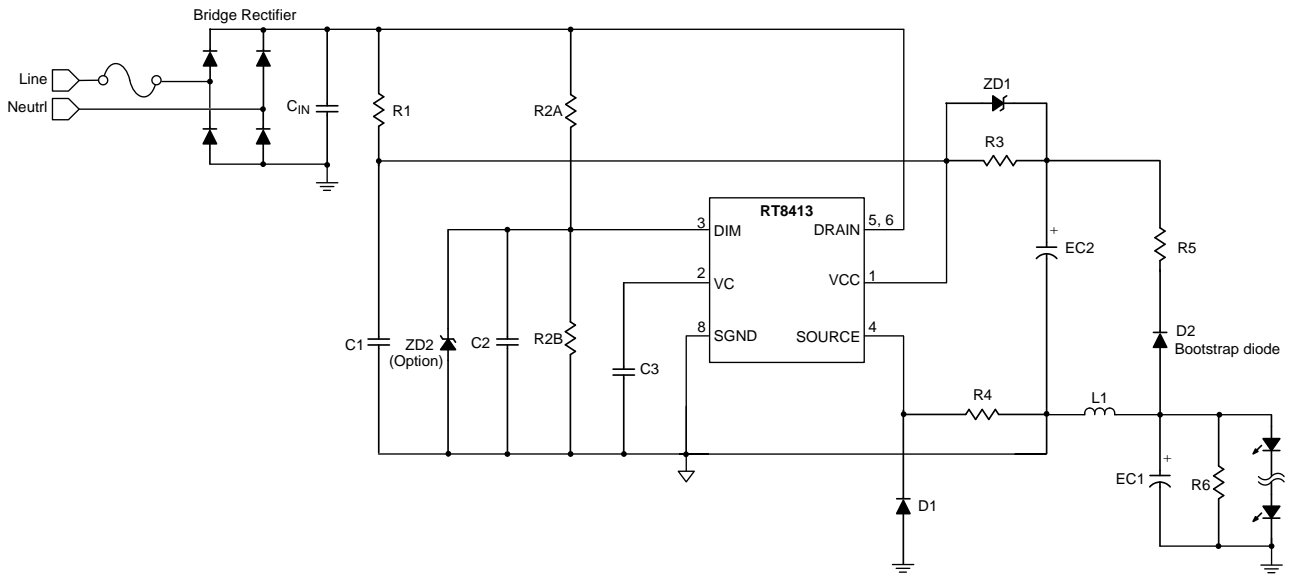 Bridge Rectifier
Line
Neutrl
CIN
R1
R2A
ZD1
R3
RT8413
3
DIM
DRAIN
5, 6
2
VC
VCC
1
8
SGND
SOURCE
4
+
EC2
R5
D2
Bootstrap diode
C1
ZD2
(Option)
C2
R2B
C3
R4
L1
D1
+
EC1
R6